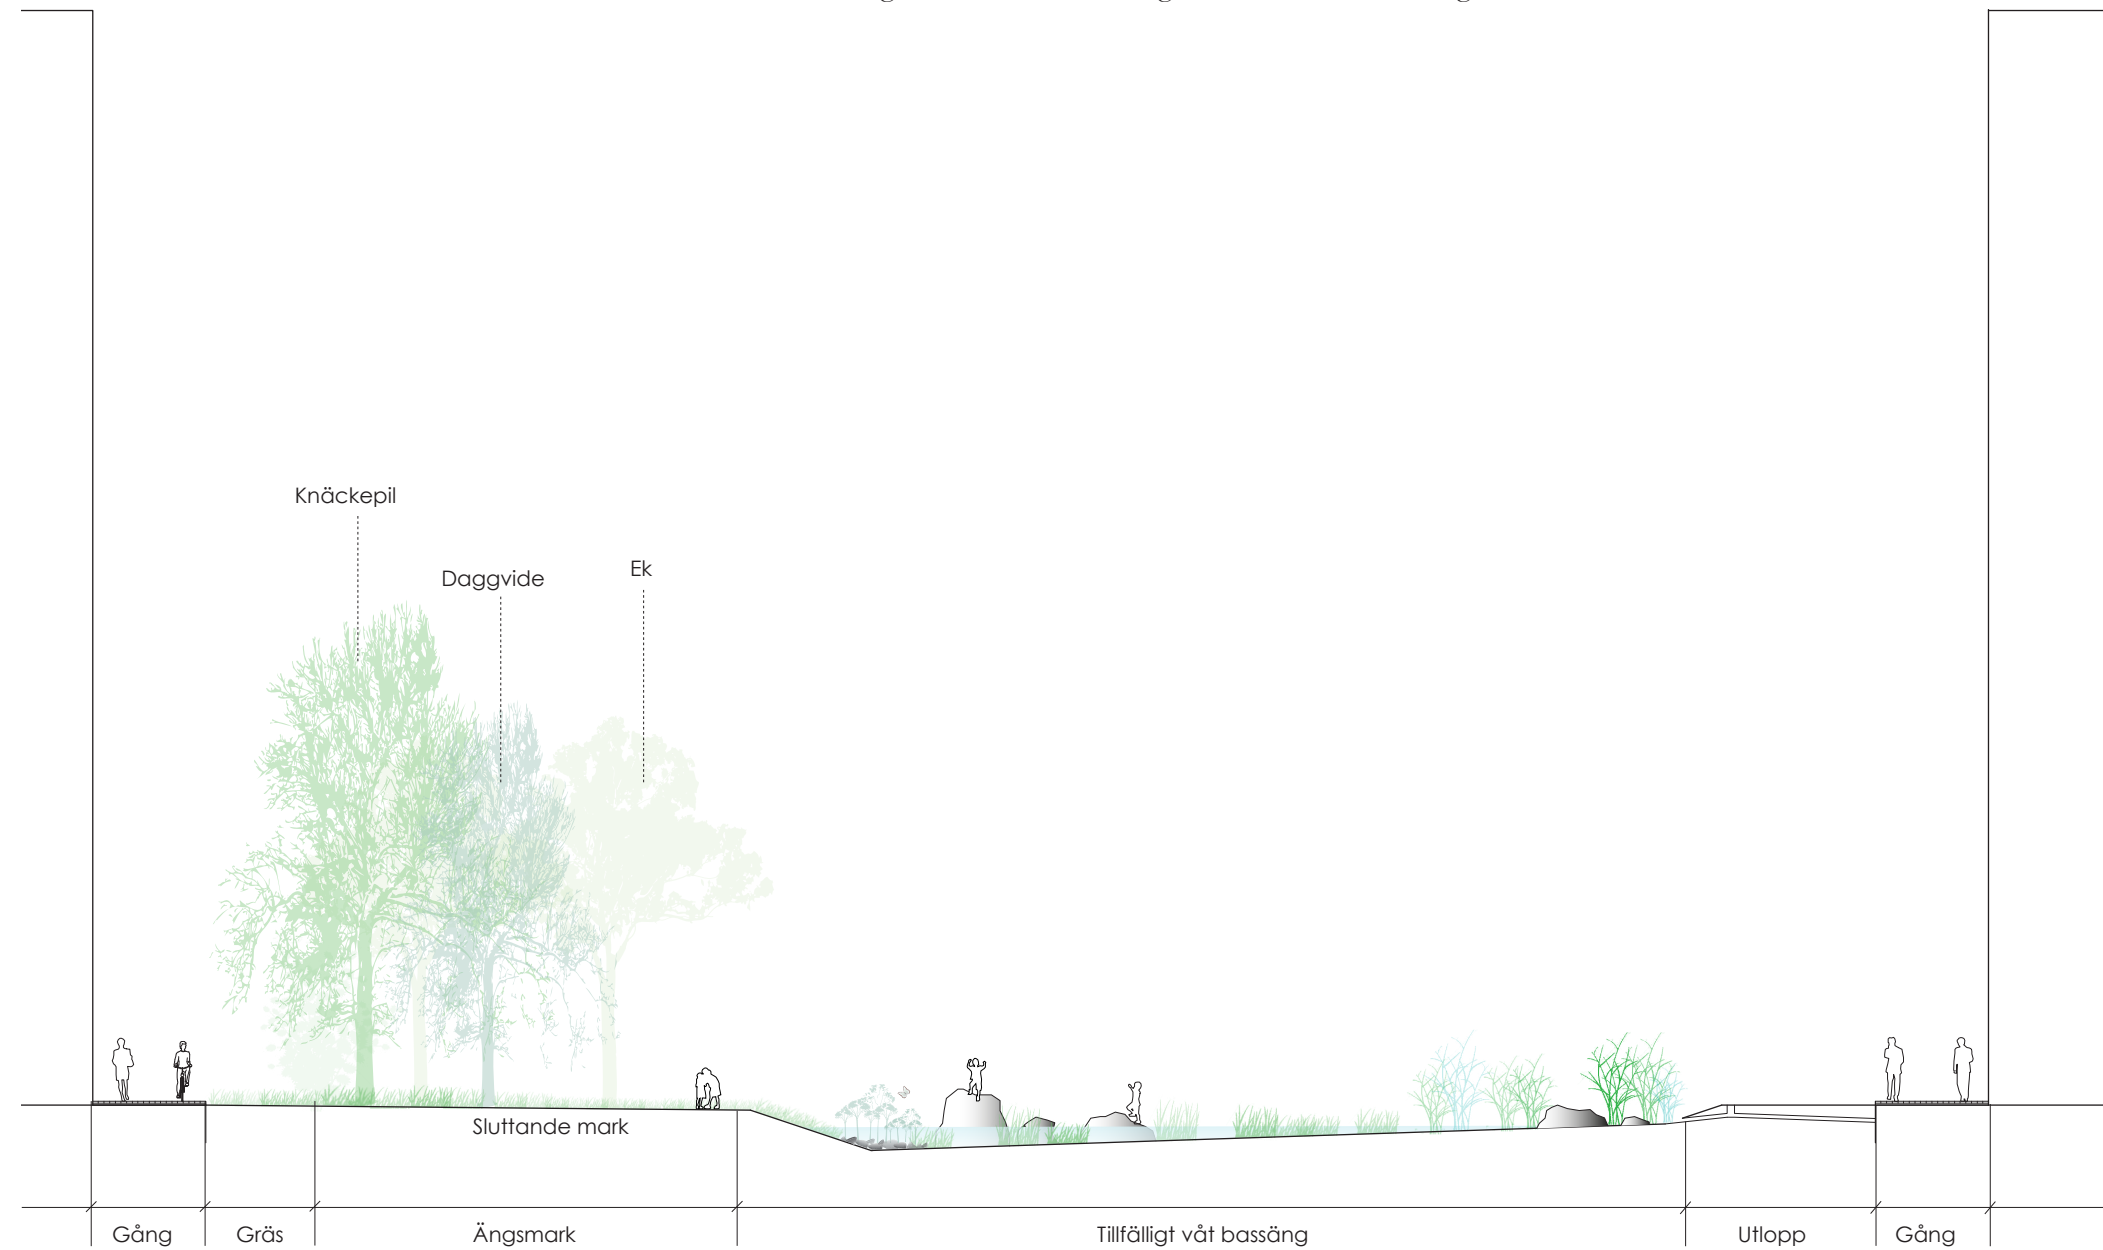 Knäckepil
Ek
Daggvide
Sluttande mark
Gång
Gräs
Ängsmark
Tillfälligt våt bassäng
Utlopp
Gång